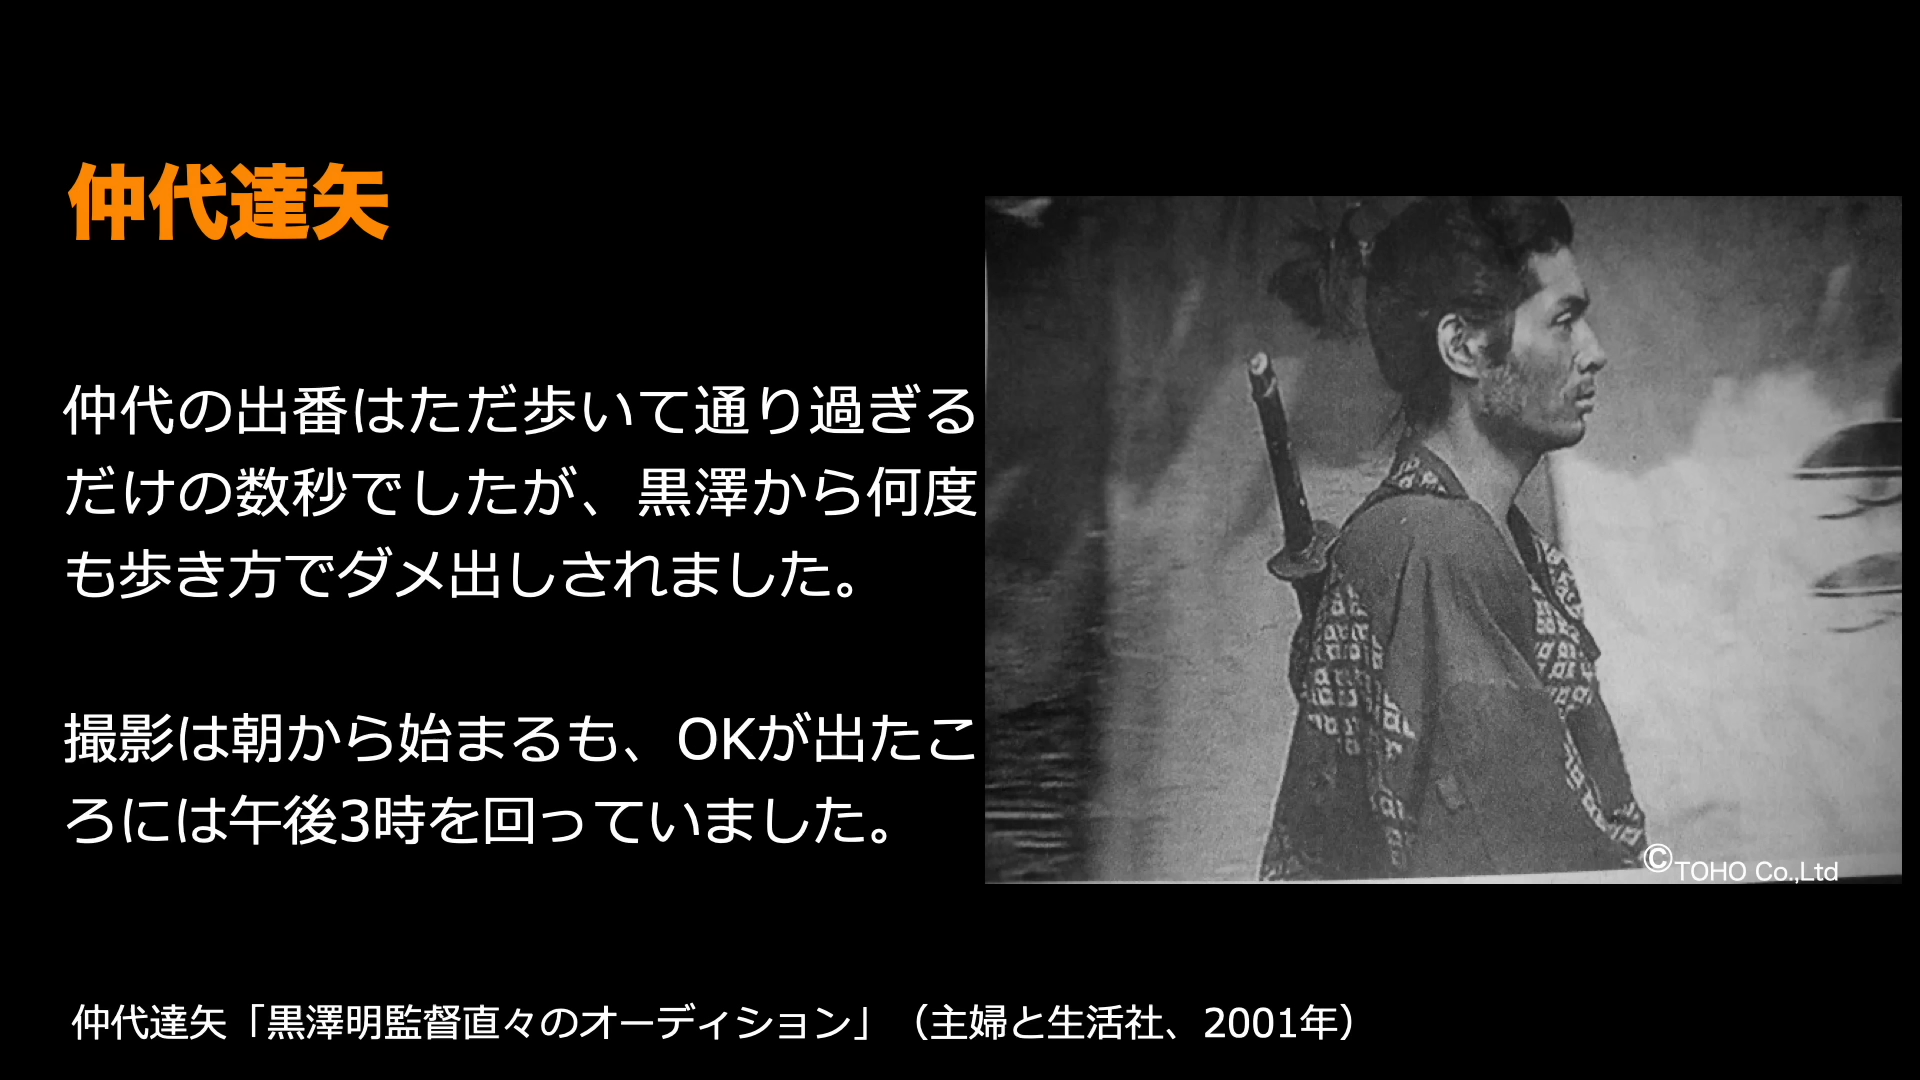 仲代達矢
仲代の出番はただ歩いて通り過ぎる
だけの数秒でしたが、黒澤から何度
も歩き方でダメ出しされました。
撮影は朝から始まるも、OKが出たこ
ろには午後3時を回っていました。
©TOHO Co.,Ltd
仲代達矢「黒澤明監督直々のオーディション」（主婦と生活社、2001年）